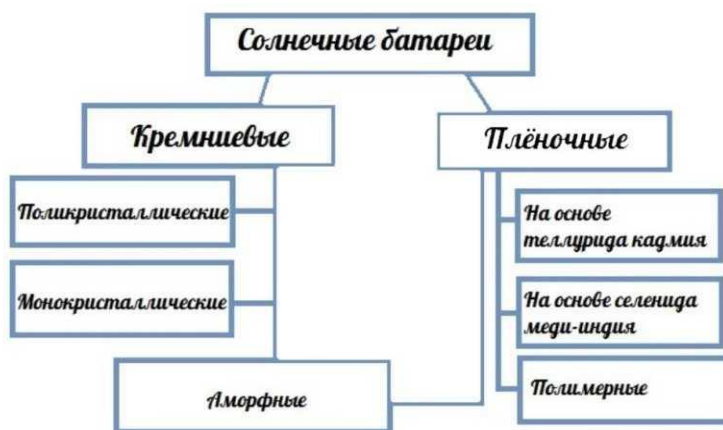 Солнечные батареи
Кремниевые
Плёночные
Поликристаллические
Монокристаллические
Аморфные
На основе
теллурида кадмия
На основе селенида
меди-индия
Полимерные